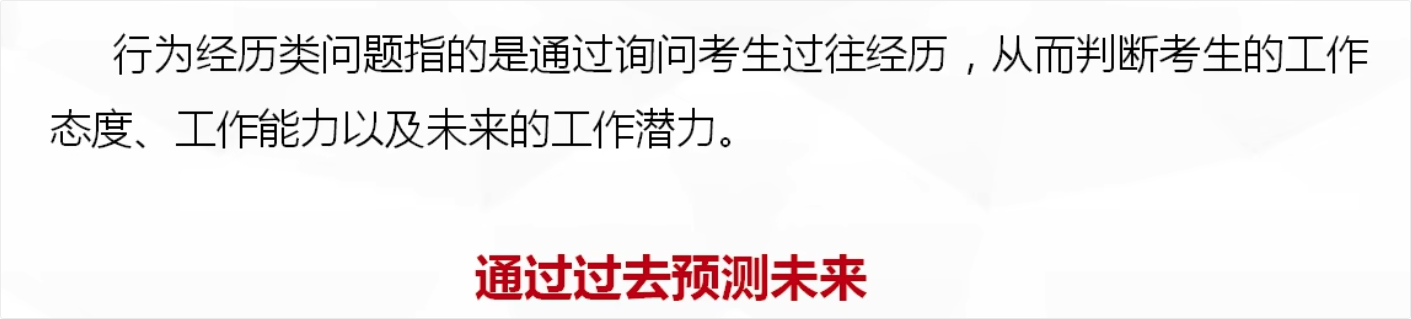 行为经历类问题指的是通过询问考生过往经历，从而判断考生的工作
态度、工作能力以及未来的工作潜力。
通过过去预测未来